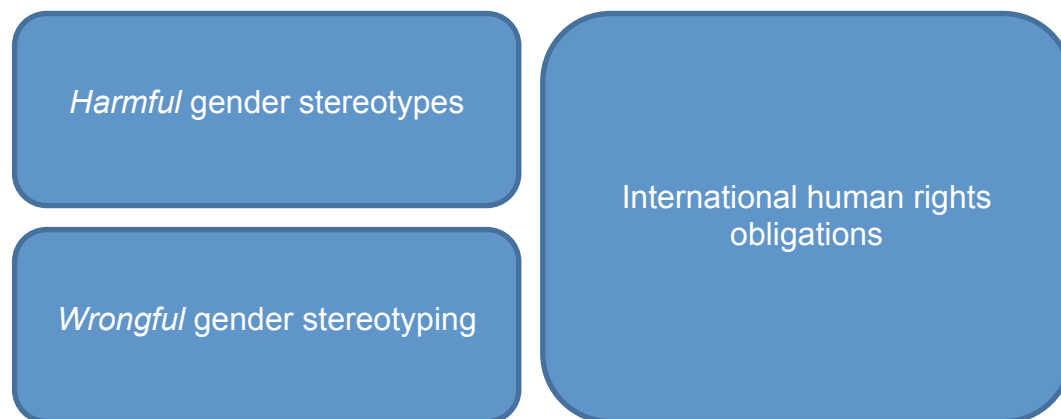 Harmful gender stereotypes
Wrongful gender stereotyping
International human rights
obligations